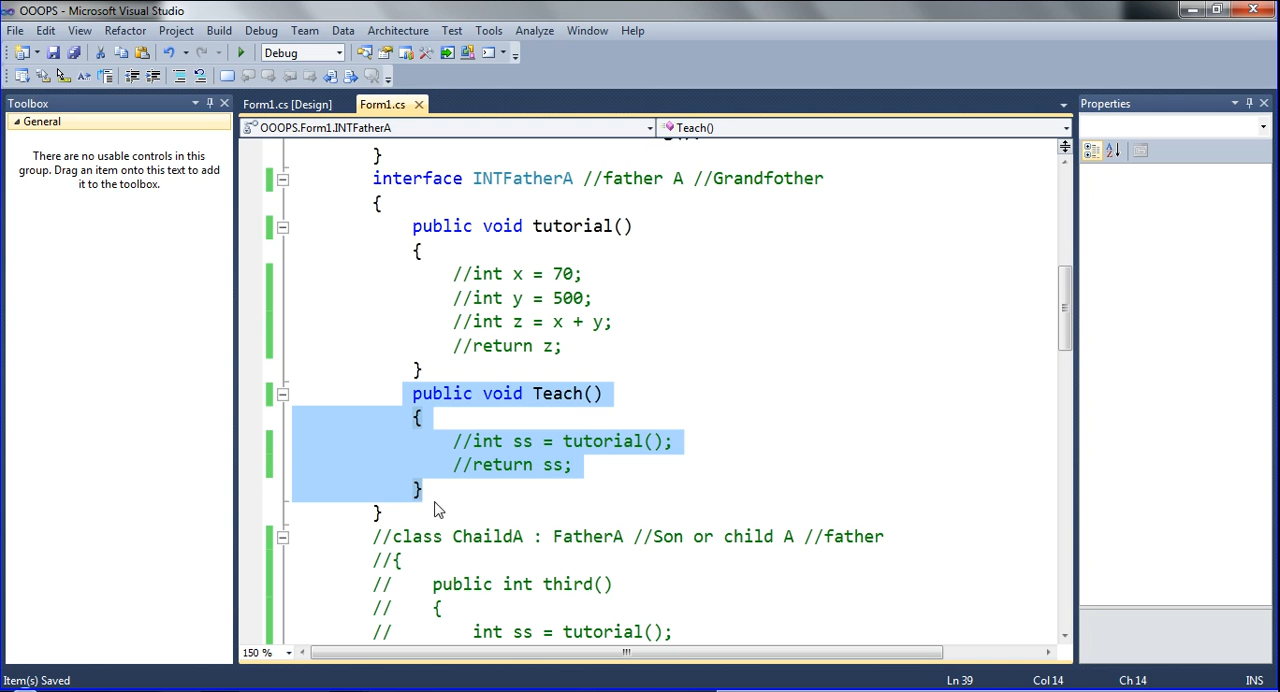 OOOPS - Microsoft Visual Studio
File Edit View Refactor Project Build Debug Team Data Architecture Test Tools Analyze Window Help
Debug
Toolbox
General
There are no usable controls in this
group. Drag an item onto this text to add
it to the toolbox.
Form1.cs [Design] Form1.cs
OOOPS.Form1.INTFatherA Teach()
}
interface INTFatherA //father A //Grandfother
{
public void tutorial()
{
//int x = 70;
//int y = 500;
//int z = x + y;
//return z;
}
public void Teach()
{
//int ss = tutorial();
//return ss;
}
}
//class ChaildA : FatherA //Son or child A //father
//{
// public int third()
// {
// int ss = tutorial();
150 %
Properties
Item(s) Saved Ln 39 Col 14 Ch 14 INS